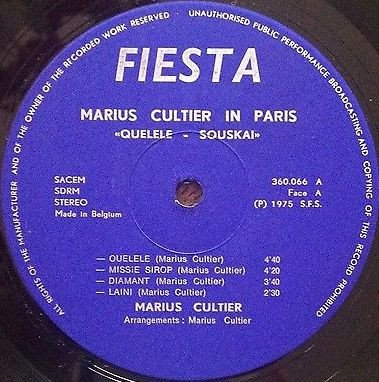 ALL RIGHTS OF THE MANUFACTURER AND OF THE OWNER OF THE RECORDED WORK RESERVED UNAUTHORISED PUBLIC PERFORMANCE BROADCASTING AND COPYING OF THIS RECORD PROHIBITED
FIESTA
MARIUS CULTIER IN PARIS
«QUELELE - SOUSKAI»
SACEM
SDRM
STEREO
Made in Belgium
360.066 A
Face A
(P) 1975 S.F.S.
— OUELELE (Marius Cultier) 4'40
— MISSIE SIROP (Marius Cultier) 4'20
— DIAMANT (Marius Cultier) 3'40
— LAINI (Marius Cultier) 2'30
MARIUS CULTIER
Arrangements : Marius Cultier